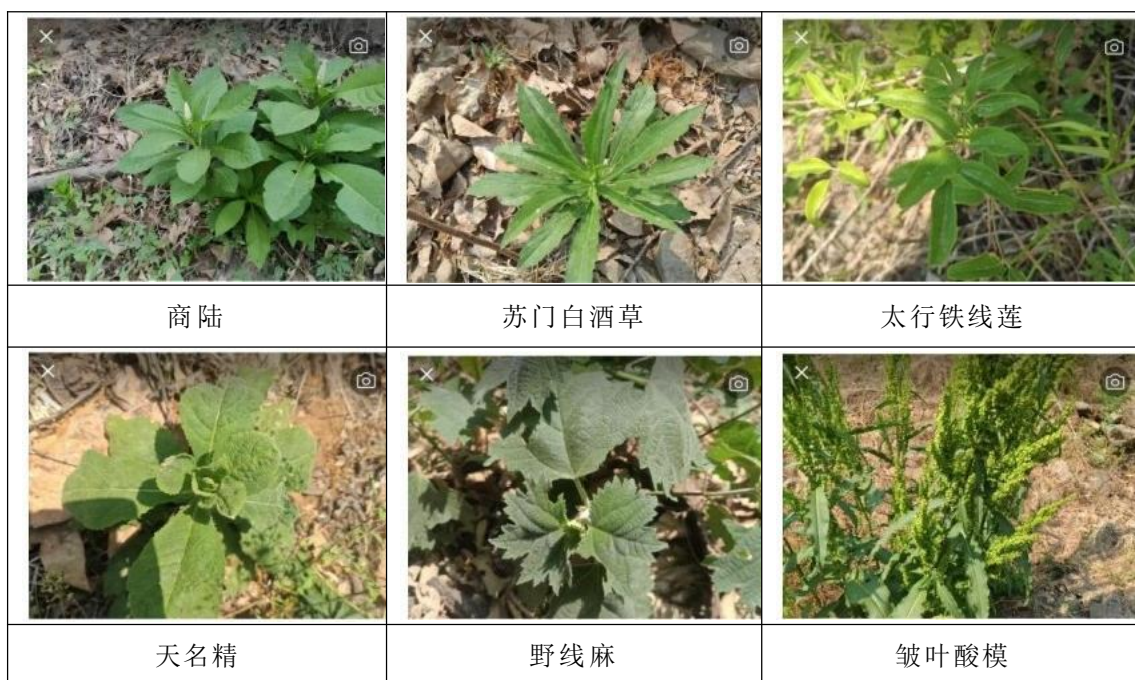 商陆
苏门白酒草
太行铁线莲
天名精
野线麻
皱叶酸模